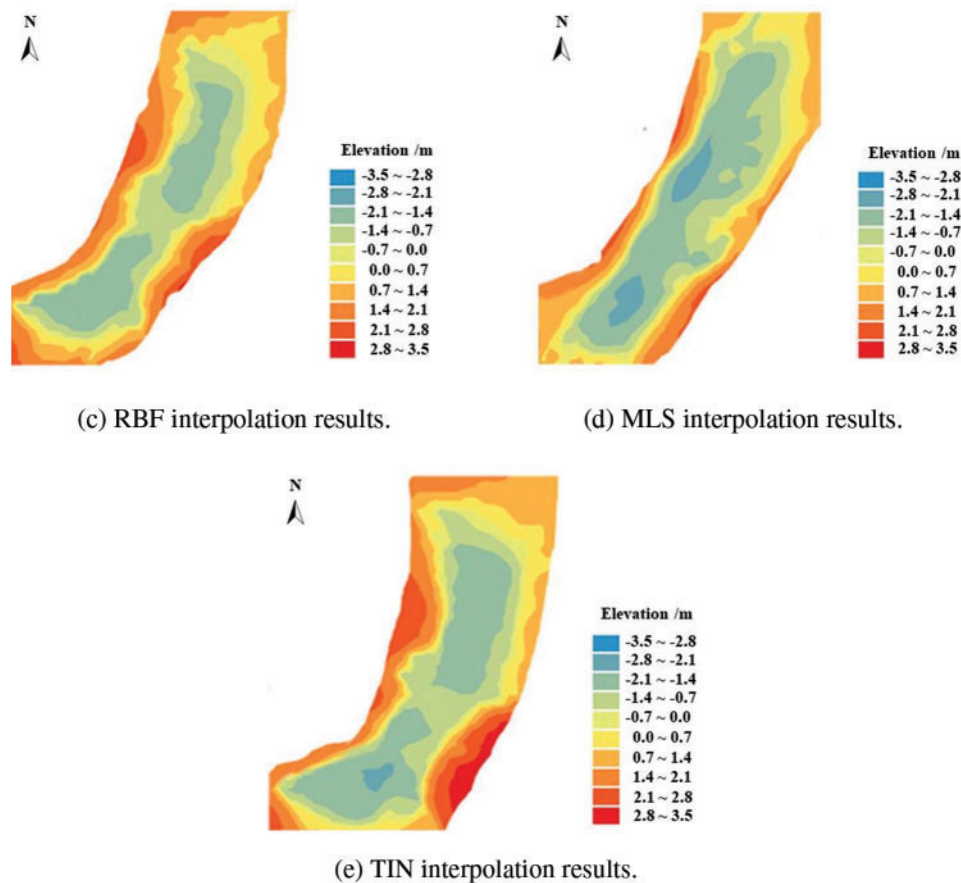 N
Elevation /m
-3.5 ~ -2.8
-2.8 ~ -2.1
-2.1 ~ -1.4
-1.4 ~ -0.7
-0.7 ~ 0.0
0.0 ~ 0.7
0.7 ~ 1.4
1.4 ~ 2.1
2.1 ~ 2.8
2.8 ~ 3.5
(c) RBF interpolation results.
N
Elevation /m
-3.5 ~ -2.8
-2.8 ~ -2.1
-2.1 ~ -1.4
-1.4 ~ -0.7
-0.7 ~ 0.0
0.0 ~ 0.7
0.7 ~ 1.4
1.4 ~ 2.1
2.1 ~ 2.8
2.8 ~ 3.5
(d) MLS interpolation results.
N
Elevation /m
-3.5 ~ -2.8
-2.8 ~ -2.1
-2.1 ~ -1.4
-1.4 ~ -0.7
-0.7 ~ 0.0
0.0 ~ 0.7
0.7 ~ 1.4
1.4 ~ 2.1
2.1 ~ 2.8
2.8 ~ 3.5
(e) TIN interpolation results.